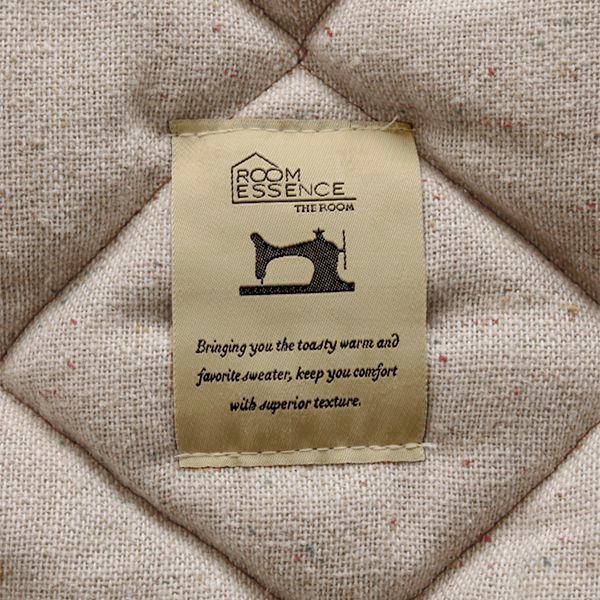 ROOM
ESSENCE
THE ROOM
Bringing you the toasty warm and
favorite sweater, keep you comfort
with superior texture.